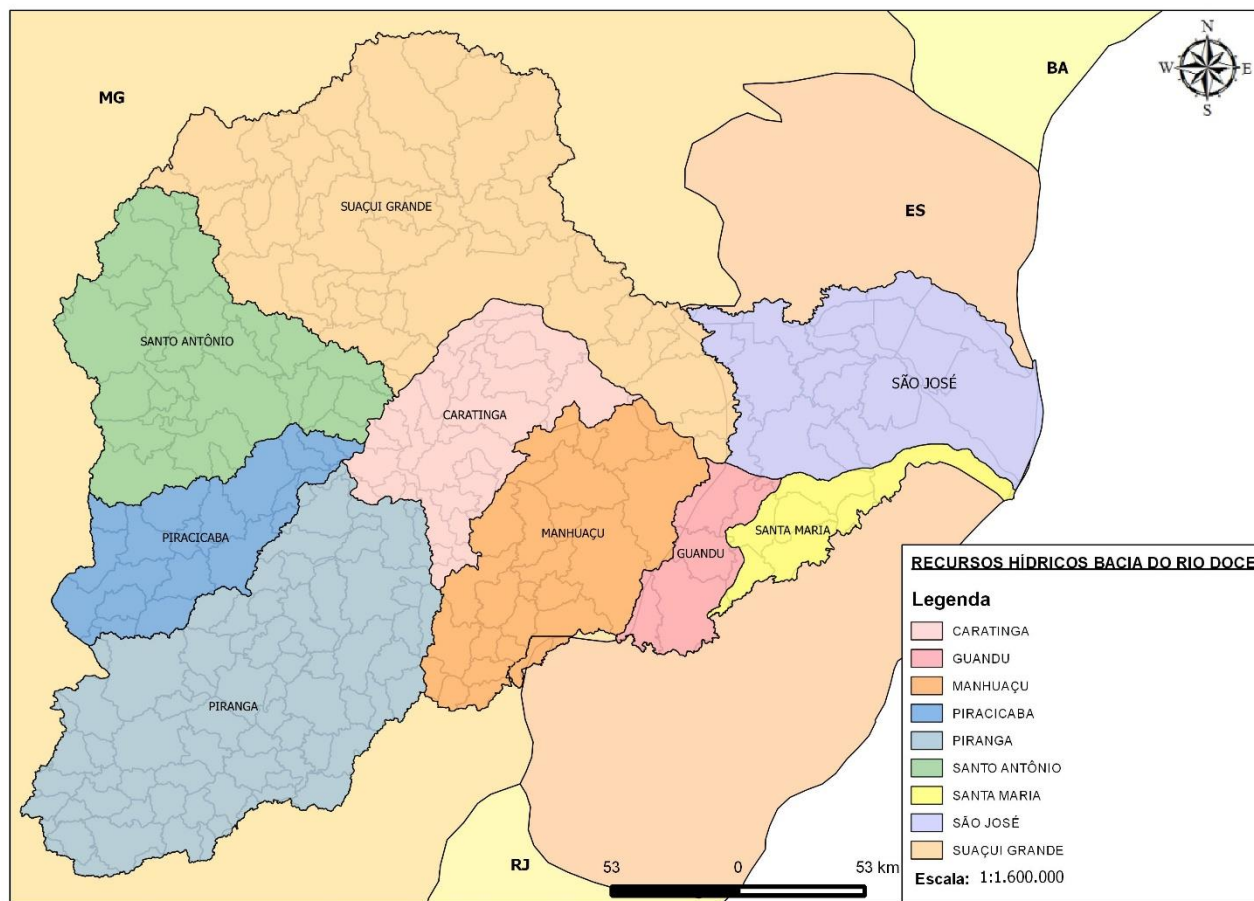 N
W E
S
BA
MG
SUAÇUI GRANDE
ES
SANTO ANTÔNIO
SÃO JOSÉ
CARATINGA
SANTA MARIA
MANHUAÇU
PIRACICABA
GUANDU
PIRANGA
RJ
53 0 53 km
RECURSOS HÍDRICOS BACIA DO RIO DOCE
Legenda
CARATINGA
GUANDU
MANHUAÇU
PIRACICABA
PIRANGA
SANTO ANTÔNIO
SANTA MARIA
SÃO JOSÉ
SUAÇUI GRANDE
Escala: 1:1.600.000